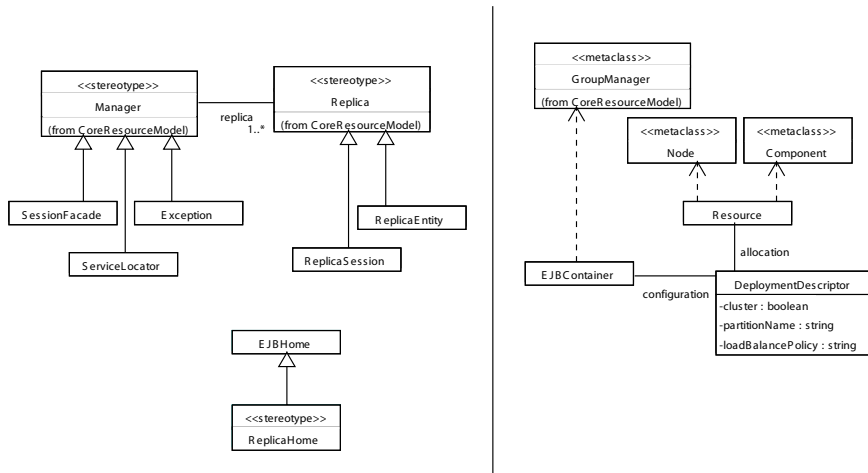 <<stereotype>>
Manager
(from CoreResourceModel)
replica
1..*
<<stereotype>>
Replica
(from CoreResourceModel)
SessionFacade
Exception
ServiceLocator
ReplicaEntity
ReplicaSession
EJBHome
<<stereotype>>
ReplicaHome
<<metaclass>>
GroupManager
(from CoreResourceModel)
<<metaclass>>
Node
<<metaclass>>
Component
Resource
allocation
EJBContainer
configuration
DeploymentDescriptor
-cluster : boolean
-partitionName : string
-loadBalancePolicy : string